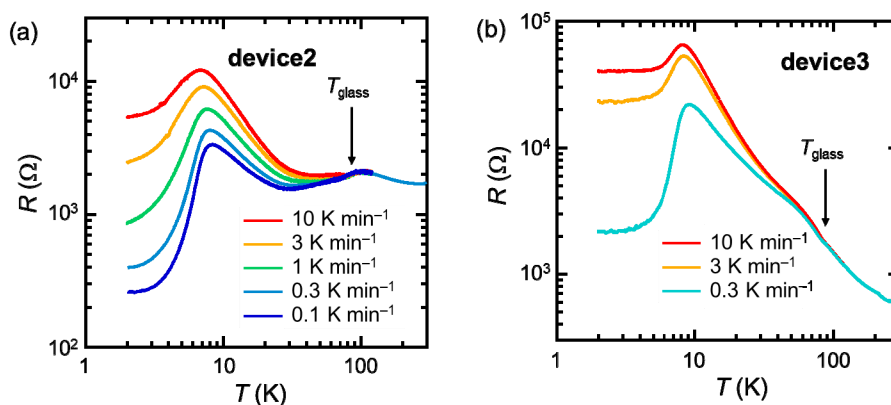 (a)
device2
T glass
R (Ω)
10⁴
10³
10²
10 K min⁻¹
3 K min⁻¹
1 K min⁻¹
0.3 K min⁻¹
0.1 K min⁻¹
1
10
100
T (K)
(b)
device3
T glass
R (Ω)
10⁵
10⁴
10³
10 K min⁻¹
3 K min⁻¹
0.3 K min⁻¹
1
10
100
T (K)